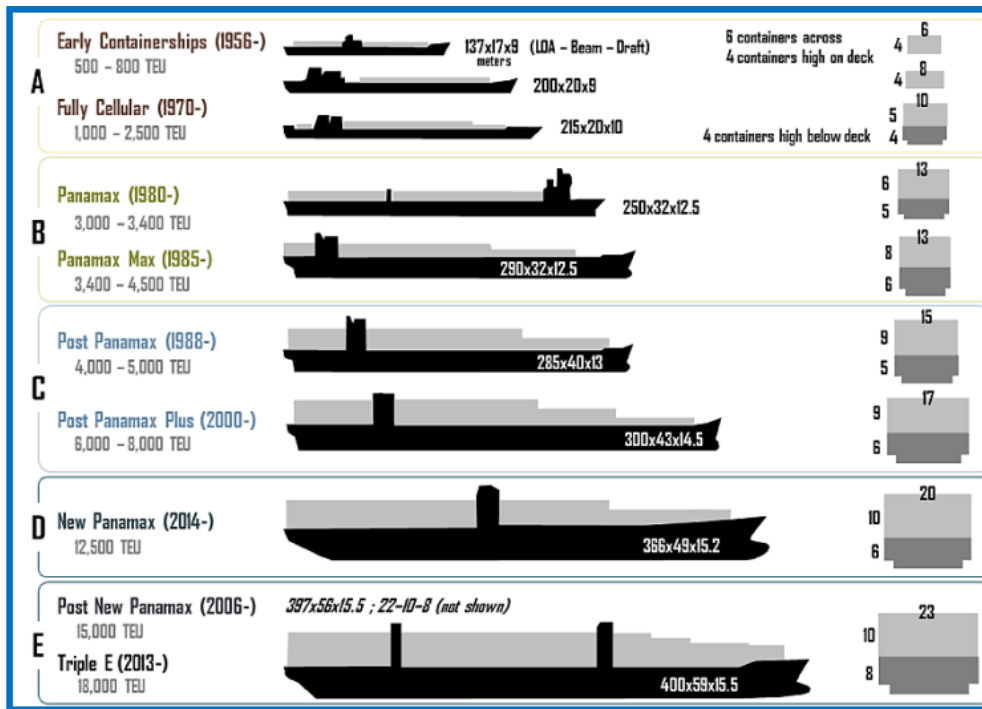 A
Early Containerships (1956-)
500 – 800 TEU
137x17x9 (LOA – Beam – Draft)
meters
200x20x9
6 containers across
4 containers high on deck
6
4
8
4
Fully Cellular (1970-)
1,000 – 2,500 TEU
215x20x10
4 containers high below deck
10
5
4
B
Panamax (1980-)
3,000 – 3,400 TEU
250x32x12.5
13
6
5
Panamax Max (1985-)
3,400 – 4,500 TEU
290x32x12.5
13
8
6
C
Post Panamax (1988-)
4,000 – 5,000 TEU
285x40x13
15
9
5
Post Panamax Plus (2000-)
6,000 – 8,000 TEU
300x43x14.5
17
9
6
D
New Panamax (2014-)
12,500 TEU
366x49x15.2
20
10
6
E
Post New Panamax (2006-)
15,000 TEU
397x56x15.5 ; 22-10-8 (not shown)
Triple E (2013-)
18,000 TEU
400x59x15.5
23
10
8